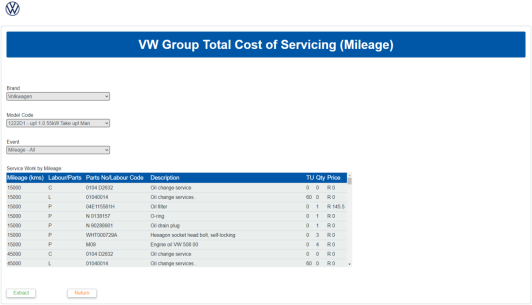 VW Group Total Cost of Servicing (Mileage)
Brand
Volkwagen
Model Code
1222D1 - up! 1.0 55kW Take up! Man
Event
Mileage - All
Service Work by Mileage
Mileage (kms) Labour/Parts Parts No/Labour Code Description TU Qty Price
15000 C 0104 D2632 Oil change service 0 0 R 0
15000 L 01040014 Oil change services 60 0 R 0
15000 P 04E115561H Oil filter 0 1 R 145.5
15000 P N 0138157 O-ring 0 1 R 0
15000 P N 90288901 Oil drain plug 0 1 R 0
15000 P WHT000729A Hexagon socket head bolt, self-locking 0 3 R 0
15000 P M09 Engine oil VW 508 00 0 4 R 0
45000 C 0104 D2632 Oil change service 0 0 R 0
45000 L 01040014 Oil change services 60 0 R 0
Extract Return